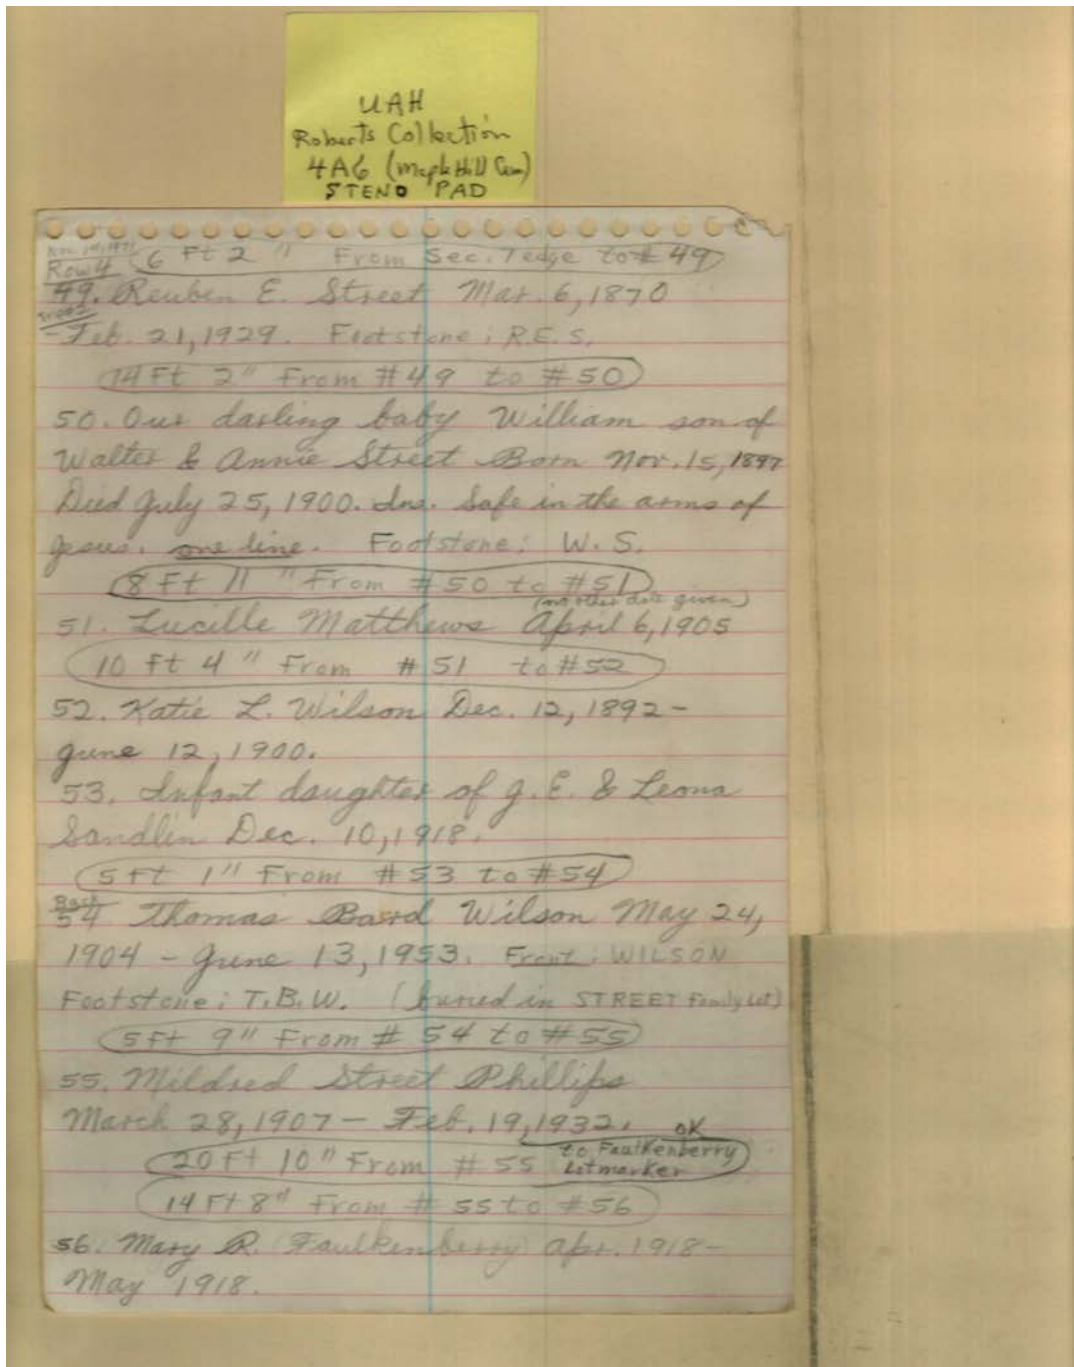 UAH
Roberts Collection
4A6 (Maple Hill Cem)
STENO PAD
Nov. 14, 1971
Row 4 6 Ft 2" From Sec. 7 edge to # 49
49. Reuben E. Street Mar. 6, 1870
- Feb. 21, 1929. Footstone: R.E.S.
14 Ft 2" From # 49 to # 50
50. Our darling baby William son of
Walter & Annie Street Born Nov. 15, 1897
Died July 25, 1900. Ins. Safe in the arms of
Jesus. one line. Footstone: W. S.
8 Ft 11" From # 50 to # 51
(no other date given)
51. Lucille Matthews April 6, 1905
10 ft 4" From # 51 to # 52
52. Katie L. Wilson Dec. 12, 1892 -
June 12, 1900.
53. Infant daughter of J. E. & Leona
Sandlin Dec. 10, 1918.
5 Ft 1" From # 53 to # 54
Back
54 Thomas Baird Wilson May 24,
1904 - June 13, 1953. Front: WILSON
Footstone: T.B.W. (buried in STREET Family Lot)
5 Ft 9" From # 54 to # 55
55. Mildred Street Phillips
March 28, 1907 - Feb. 19, 1932. OK
20 Ft 10" From # 55 to Faulkenberry
Lotmarker
14 Ft 8" From # 55 to # 56
56. Mary R. (Faulkenberry) Apr. 1918 -
May 1918.